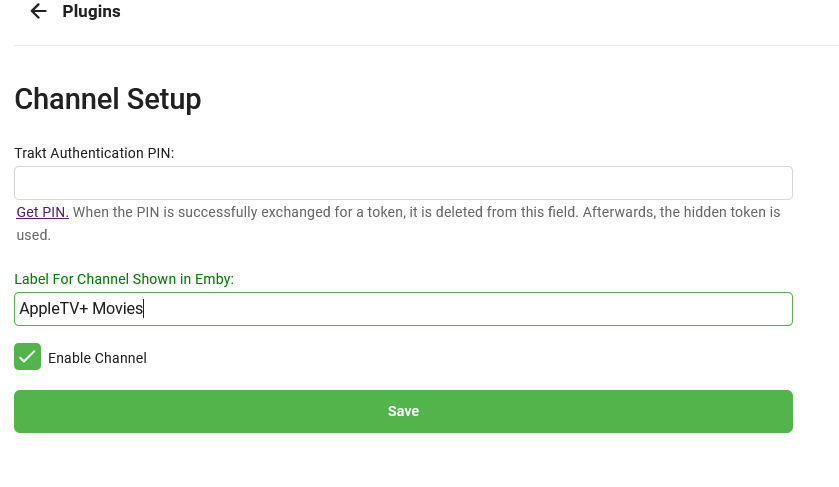 Plugins
Channel Setup
Trakt Authentication PIN:
Get PIN. When the PIN is successfully exchanged for a token, it is deleted from this field. Afterwards, the hidden token is
used.
Label For Channel Shown in Emby:
AppleTV+ Movies
Enable Channel
Save